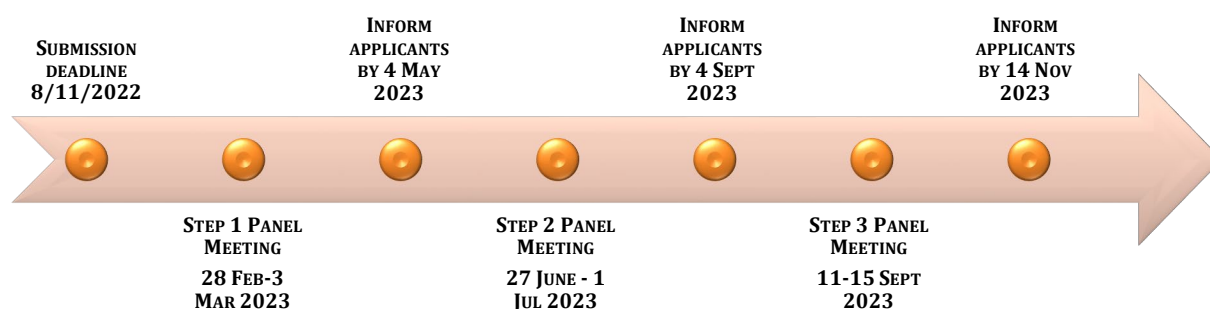 Submission
deadline
8/11/2022
Inform
applicants
by 4 May
2023
Inform
applicants
by 4 Sept
2023
Inform
applicants
by 14 Nov
2023
Step 1 Panel
Meeting
28 Feb-3
Mar 2023
Step 2 Panel
Meeting
27 June - 1
Jul 2023
Step 3 Panel
Meeting
11-15 Sept
2023